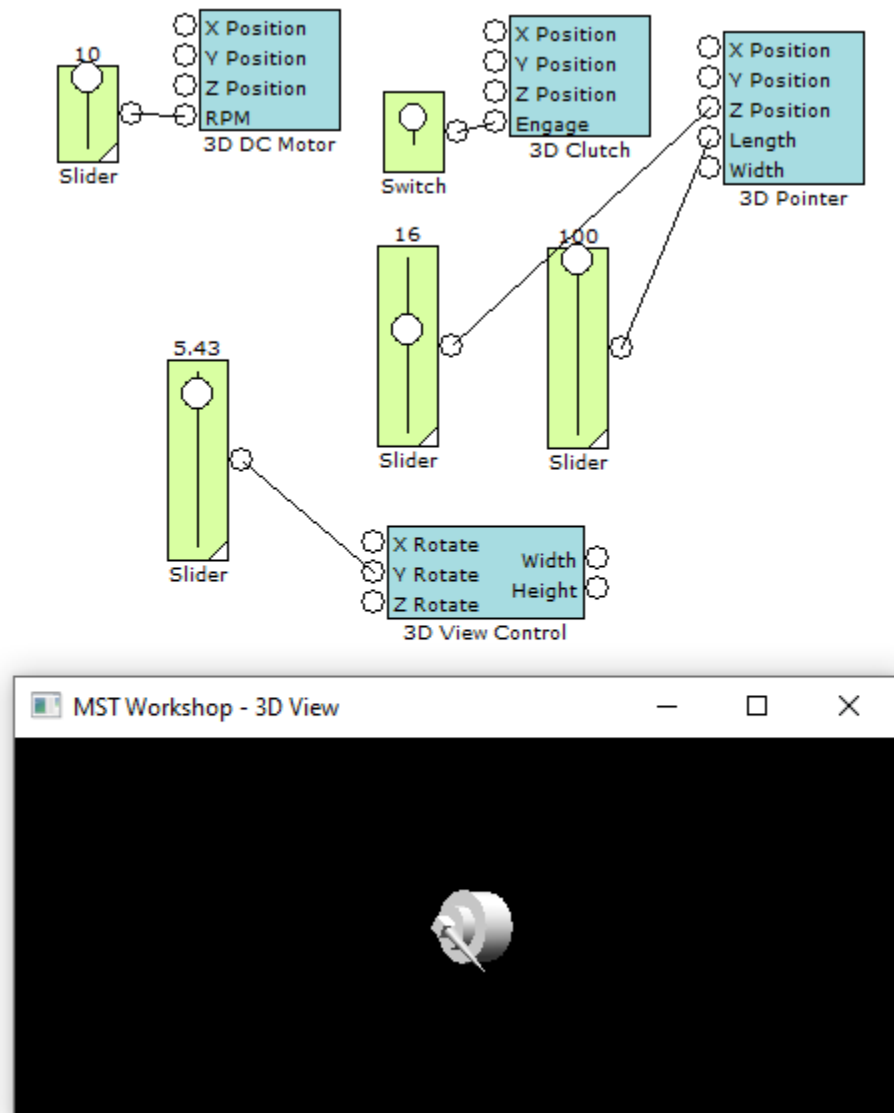 10
Slider
X Position
Y Position
Z Position
RPM
3D DC Motor
Switch
X Position
Y Position
Z Position
Engage
3D Clutch
X Position
Y Position
Z Position
Length
Width
3D Pointer
16
Slider
100
Slider
5.43
Slider
X Rotate
Y Rotate
Z Rotate
Width
Height
3D View Control
MST Workshop - 3D View